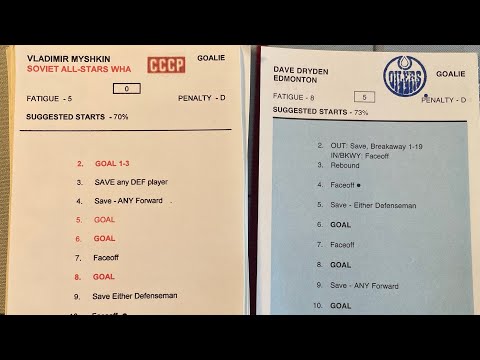 VLADIMIR MYSHKIN
SOVIET ALL-STARS WHA
CCCP
GOALIE
0
FATIGUE - 5
PENALTY – D
SUGGESTED STARTS - 70%
2. GOAL 1-3
3. SAVE any DEF player
4. Save - ANY Forward
5. GOAL
6. GOAL
7. Faceoff
8. GOAL
9. Save Either Defenseman
DAVE DRYDEN
EDMONTON
OILERS
GOALIE
FATIGUE - 8
5
PENALTY – D
SUGGESTED STARTS – 73%
2. OUT: Save, Breakaway 1-19
IN/BKWY: Faceoff
3. Rebound
4. Faceoff ●
5. Save - Either Defenseman
6. GOAL
7. Faceoff
8. GOAL
9. Save - ANY Forward
10. GOAL